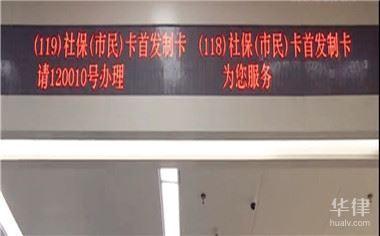 (119)社保(市民)卡首发制卡
请120010号办理
(118)社保(市民)卡首发制卡
为您服务
华律
hualv.com